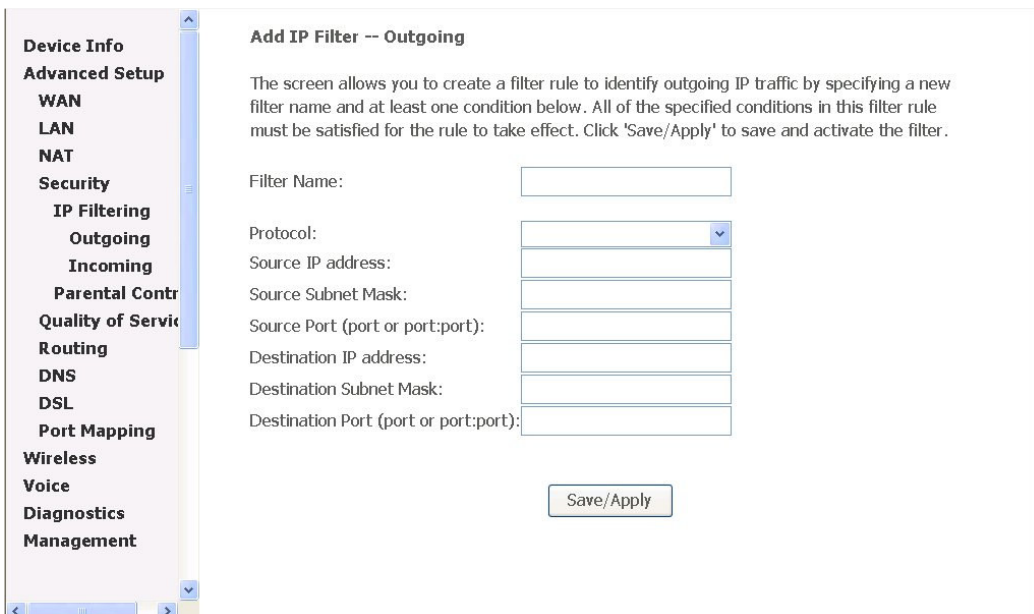 Device Info
Advanced Setup
WAN
LAN
NAT
Security
IP Filtering
Outgoing
Incoming
Parental Contr
Quality of Servic
Routing
DNS
DSL
Port Mapping
Wireless
Voice
Diagnostics
Management
Add IP Filter -- Outgoing
The screen allows you to create a filter rule to identify outgoing IP traffic by specifying a new
filter name and at least one condition below. All of the specified conditions in this filter rule
must be satisfied for the rule to take effect. Click 'Save/Apply' to save and activate the filter.
Filter Name:
Protocol:
Source IP address:
Source Subnet Mask:
Source Port (port or port:port):
Destination IP address:
Destination Subnet Mask:
Destination Port (port or port:port):
Save/Apply